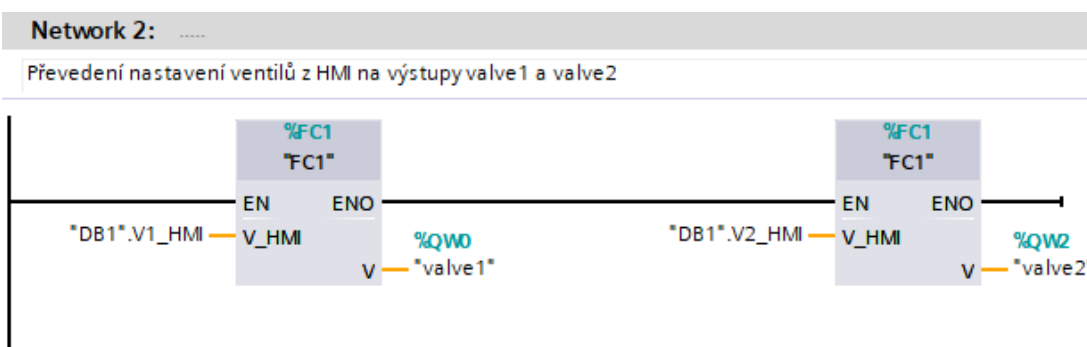 Network 2: .....
Převedení nastavení ventilů z HMI na výstupy valve1 a valve2
%FC1 %FC1
"FC1" "FC1"
EN ENO EN ENO
"DB1".V1_HMI V_HMI %QW0 "DB1".V2_HMI V_HMI %QW2
V "valve1" V "valve2